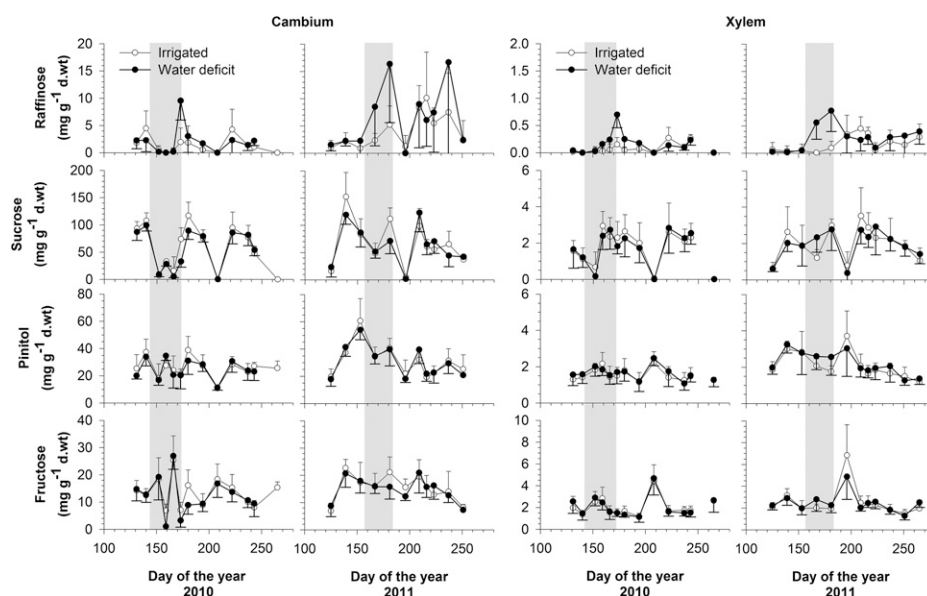 Cambium Xylem
Irrigated
Water deficit
Irrigated
Water deficit
Raffinose
(mg g-1 d.wt)
20
15
10
5
0
2.0
1.5
1.0
0.5
0.0
Sucrose
(mg g-1 d.wt)
200
150
100
50
0
6
4
2
0
Pinitol
(mg g-1 d.wt)
80
60
40
20
0
6
4
2
0
Fructose
(mg g-1 d.wt)
40
30
20
10
0
10
8
6
4
2
0
100 150 200 250 100 150 200 250 100 150 200 250 100 150 200 250
Day of the year Day of the year Day of the year Day of the year
2010 2011 2010 2011